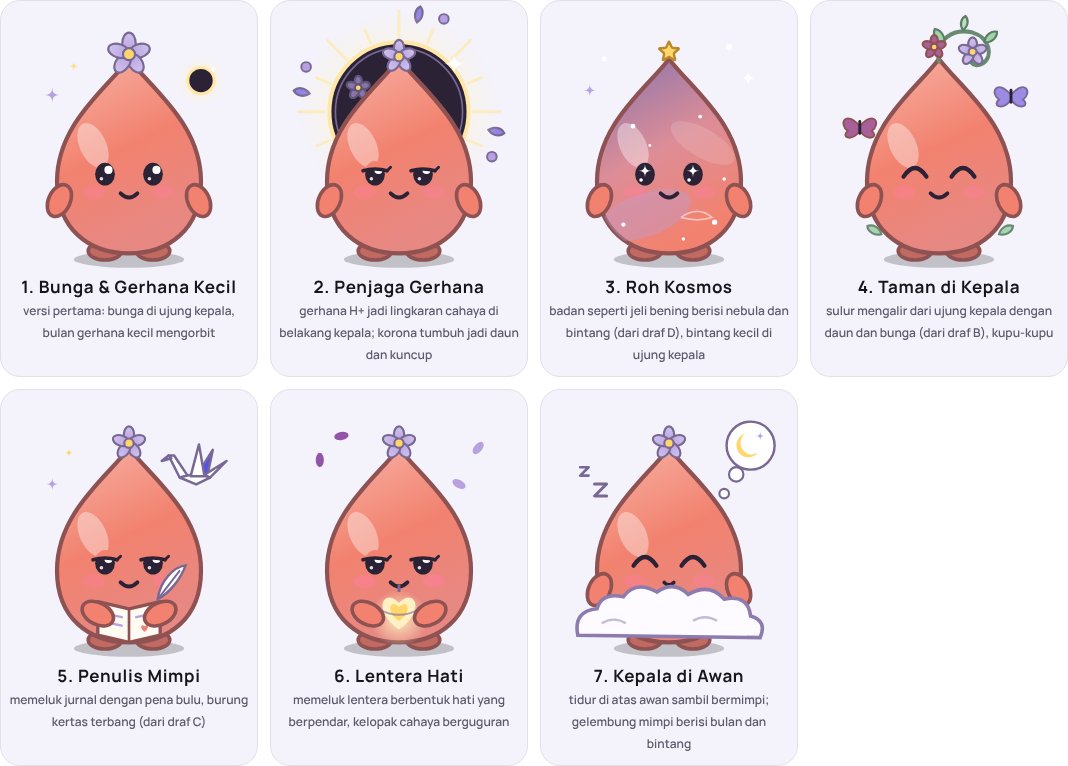 1. Bunga & Gerhana Kecil
versi pertama: bunga di ujung kepala,
bulan gerhana kecil mengorbit
2. Penjaga Gerhana
gerhana H+ jadi lingkaran cahaya di
belakang kepala; korona tumbuh jadi daun
dan kuncup
3. Roh Kosmos
badan seperti jeli bening berisi nebula dan
bintang (dari draf D), bintang kecil di
ujung kepala
4. Taman di Kepala
sulur mengalir dari ujung kepala dengan
daun dan bunga (dari draf B), kupu-kupu
5. Penulis Mimpi
memeluk jurnal dengan pena bulu, burung
kertas terbang (dari draf C)
6. Lentera Hati
memeluk lentera berbentuk hati yang
berpendar, kelopak cahaya berguguran
z
z
7. Kepala di Awan
tidur di atas awan sambil bermimpi;
gelembung mimpi berisi bulan dan
bintang